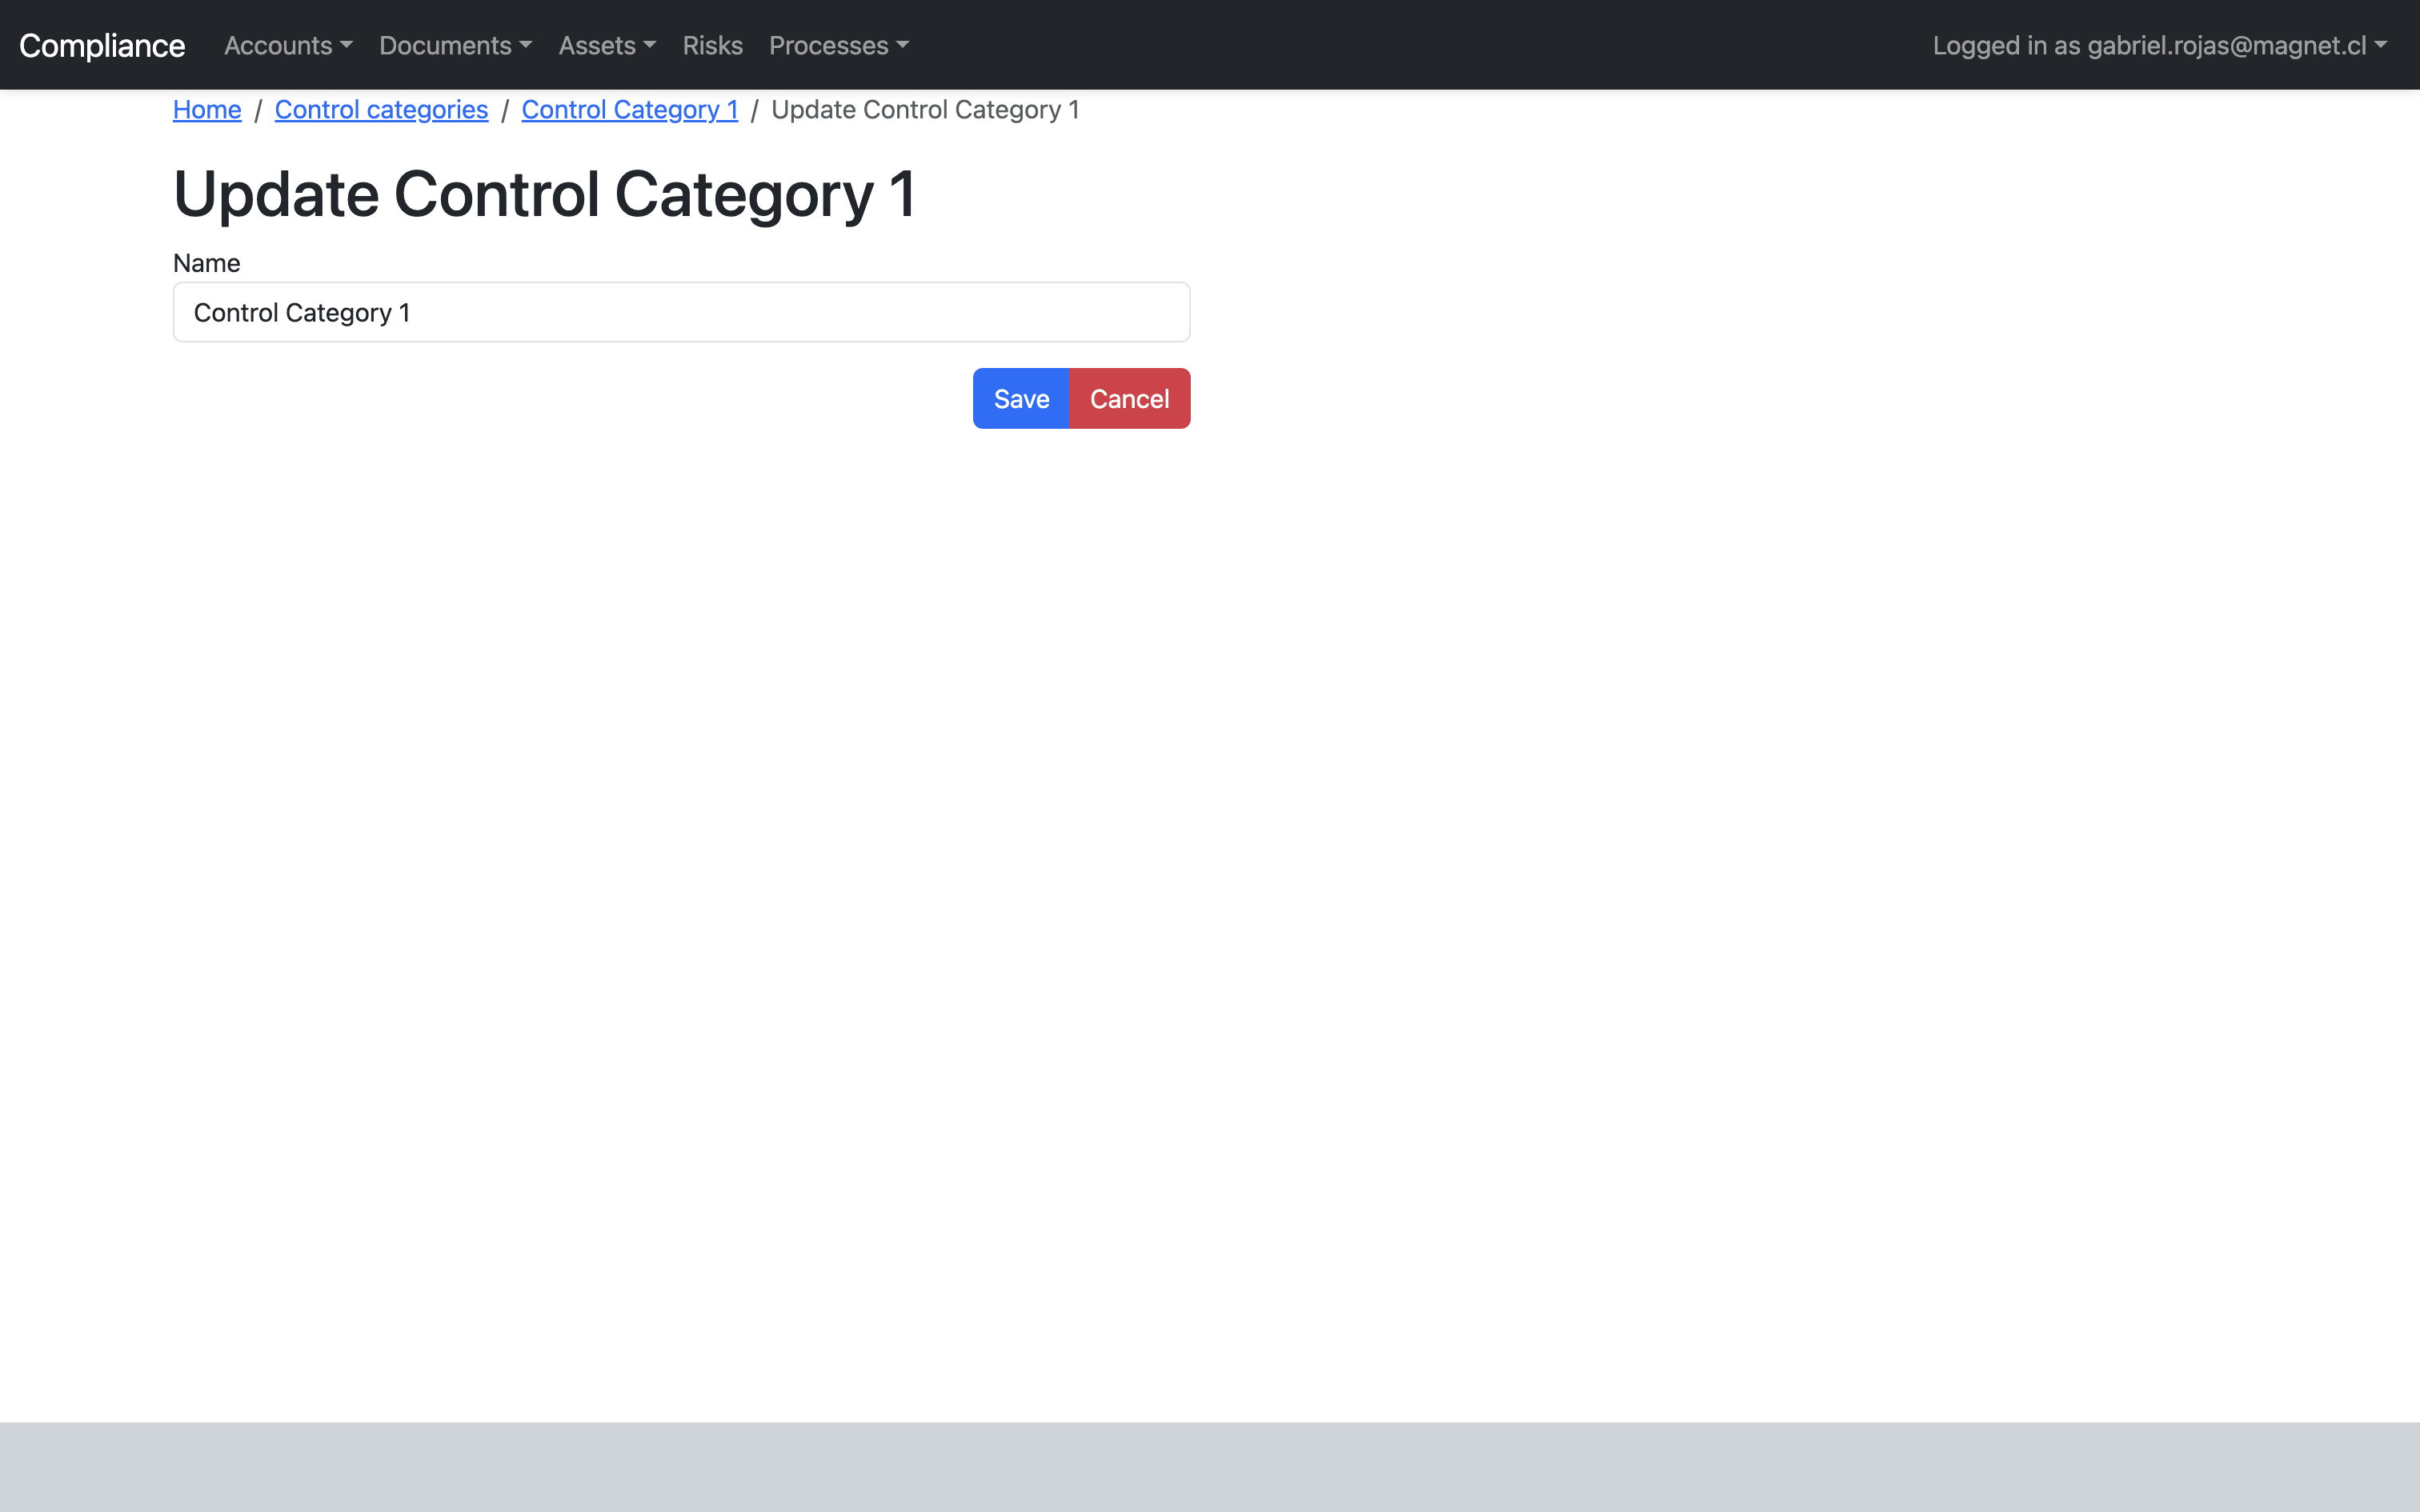 Compliance Accounts Documents Assets Risks Processes Logged in as gabriel.rojas@magnet.cl
Home / Control categories / Control Category 1 / Update Control Category 1
Update Control Category 1
Name
Control Category 1
Save Cancel